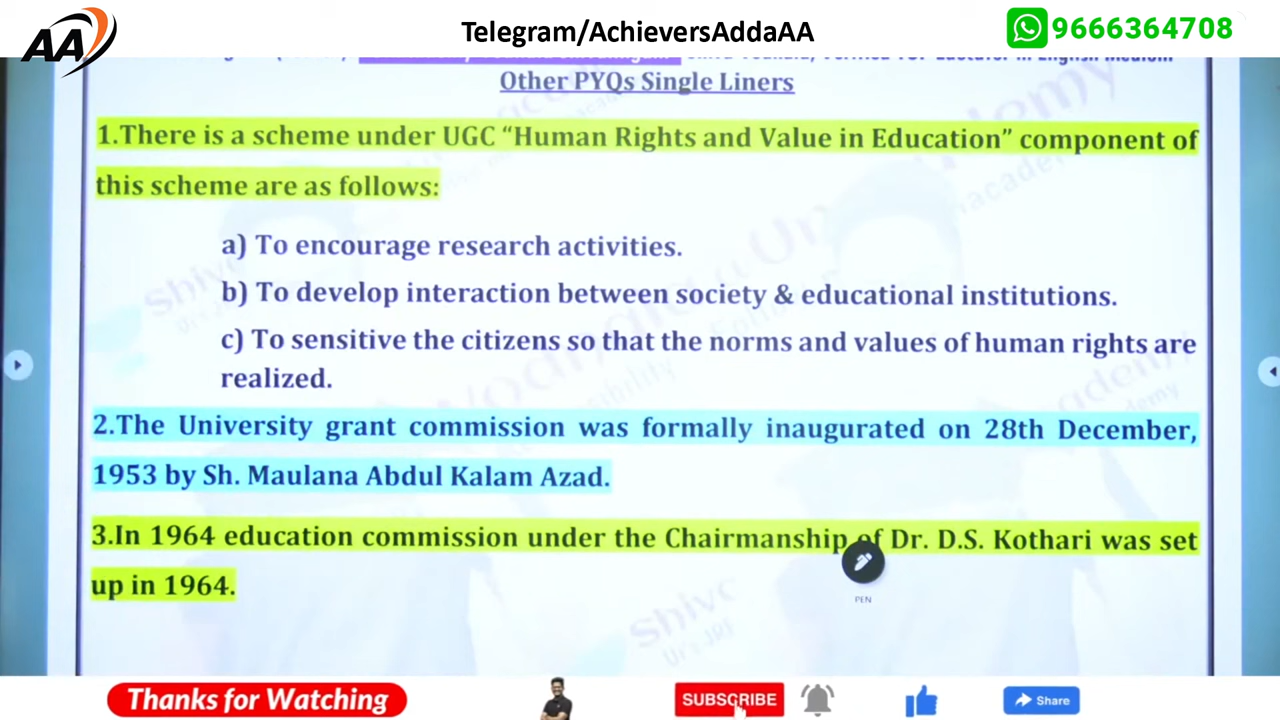 AA
Telegram/AchieversAddaAA
9666364708
Other PYQs Single Liners
1.There is a scheme under UGC “Human Rights and Value in Education” component of
this scheme are as follows:
a) To encourage research activities.
b) To develop interaction between society & educational institutions.
c) To sensitive the citizens so that the norms and values of human rights are
realized.
2.The University grant commission was formally inaugurated on 28th December,
1953 by Sh. Maulana Abdul Kalam Azad.
3.In 1964 education commission under the Chairmanship of Dr. D.S. Kothari was set
up in 1964.
PEN
Thanks for Watching
SUBSCRIBE
Share